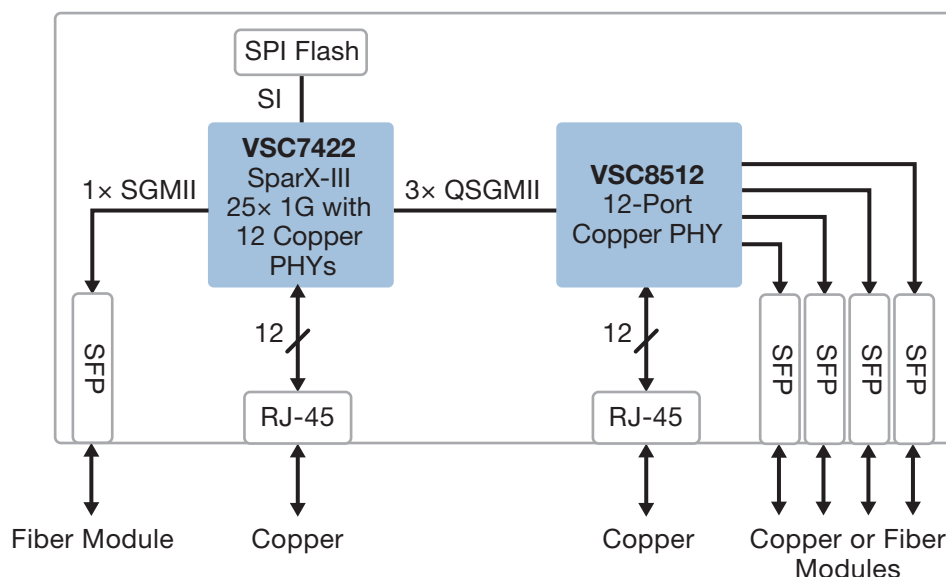 SPI Flash
SI
VSC7422
SparX-III
25× 1G with
12 Copper
PHYs
1× SGMII
3× QSGMII
VSC8512
12-Port
Copper PHY
12
12
SFP
RJ-45
RJ-45
SFP
SFP
SFP
SFP
Fiber Module
Copper
Copper
Copper or Fiber
Modules